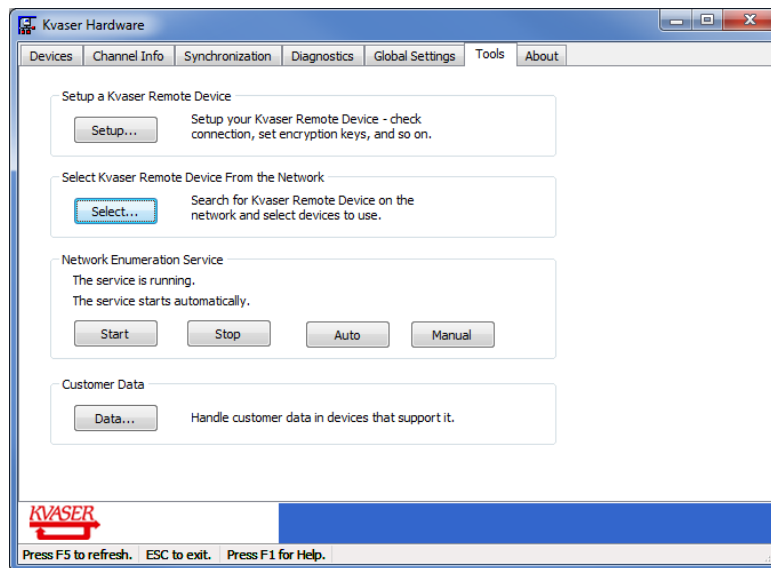 Kvaser Hardware
Devices Channel Info Synchronization Diagnostics Global Settings Tools About
Setup a Kvaser Remote Device
Setup...
Setup your Kvaser Remote Device - check
connection, set encryption keys, and so on.
Select Kvaser Remote Device From the Network
Select...
Search for Kvaser Remote Device on the
network and select devices to use.
Network Enumeration Service
The service is running.
The service starts automatically.
Start Stop Auto Manual
Customer Data
Data... Handle customer data in devices that support it.
KVASER
Press F5 to refresh. ESC to exit. Press F1 for Help.